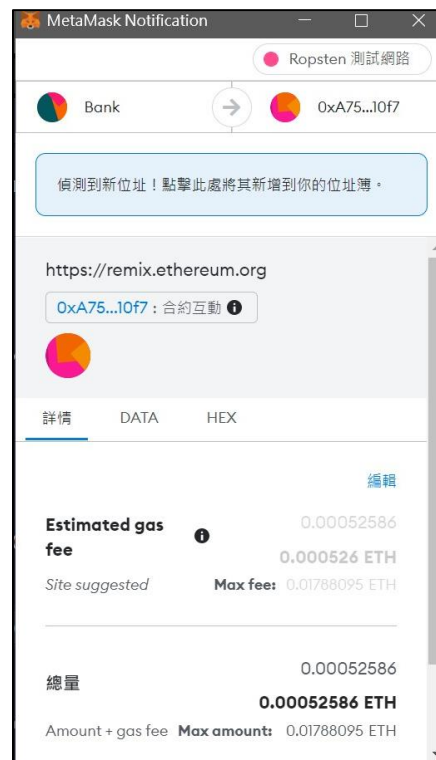 MetaMask Notification
Ropsten 測試網路
Bank
0xA75...10f7
偵測到新位址！點擊此處將其新增到你的位址簿。
https://remix.ethereum.org
0xA75...10f7 : 合約互動
詳情 DATA HEX
編輯
Estimated gas fee
0.00052586
0.000526 ETH
Site suggested Max fee: 0.01788095 ETH
總量
0.00052586
0.00052586 ETH
Amount + gas fee Max amount: 0.01788095 ETH